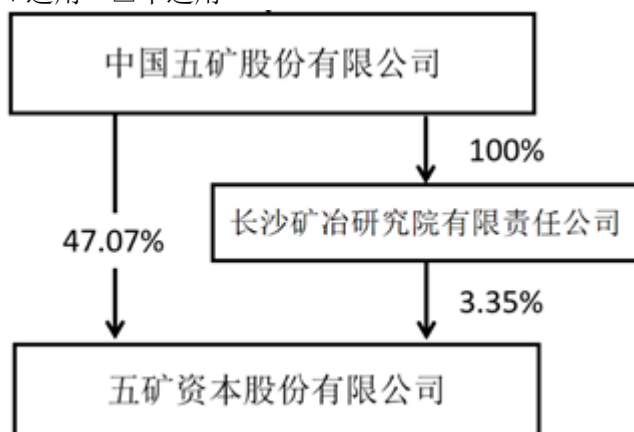 中国五矿股份有限公司
100%
长沙矿冶研究院有限责任公司
47.07%
3.35%
五矿资本股份有限公司